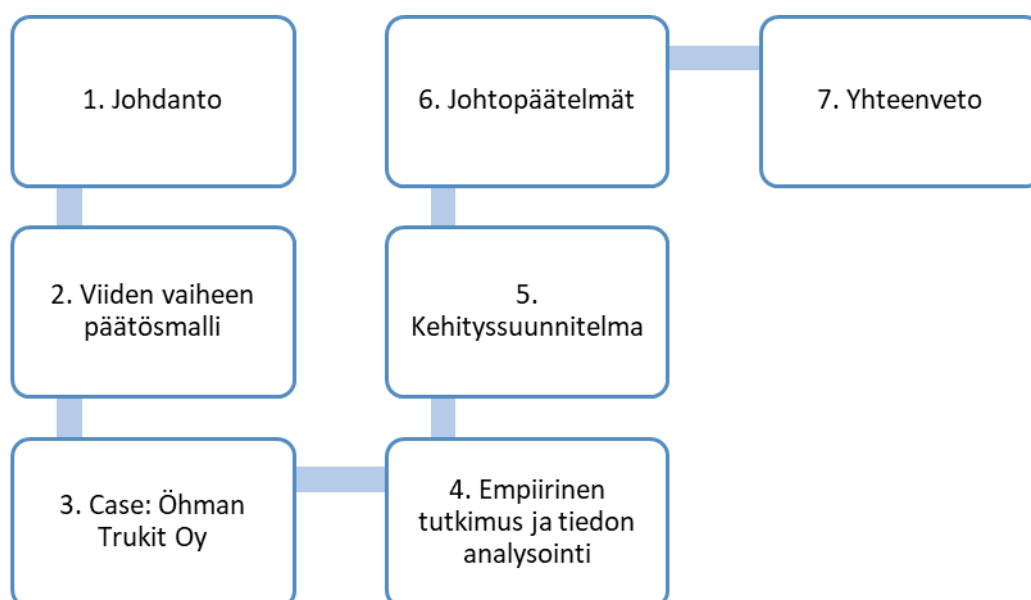 1. Johdanto
2. Viiden vaiheen
päätösmalli
3. Case: Öhman
Trukit Oy
4. Empiirinen
tutkimus ja tiedon
analysointi
5.
Kehityssuunnitelma
6. Johtopäätelmät
7. Yhteenveto